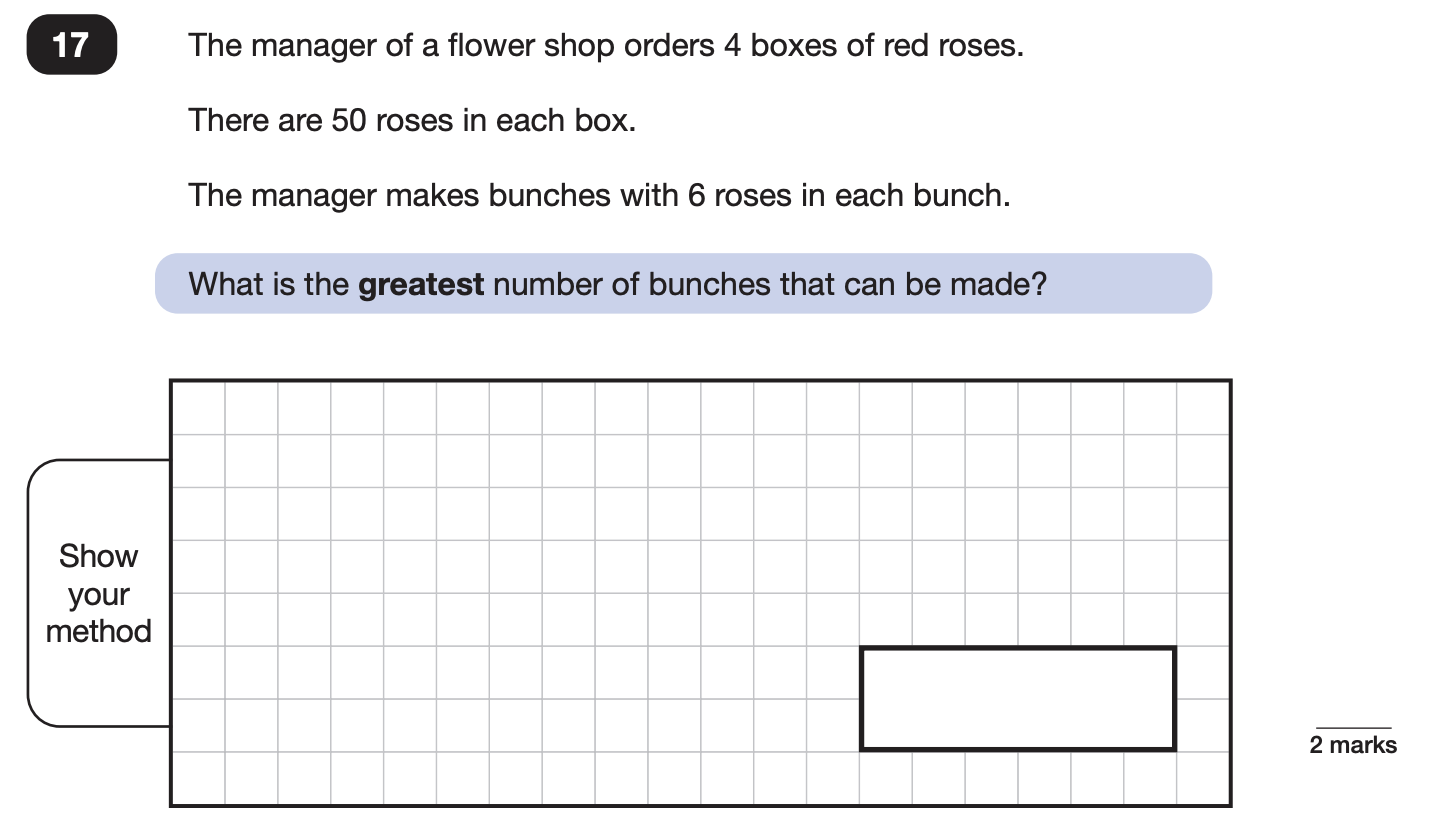 17
The manager of a flower shop orders 4 boxes of red roses.
There are 50 roses in each box.
The manager makes bunches with 6 roses in each bunch.
What is the greatest number of bunches that can be made?
Show
your
method
2 marks